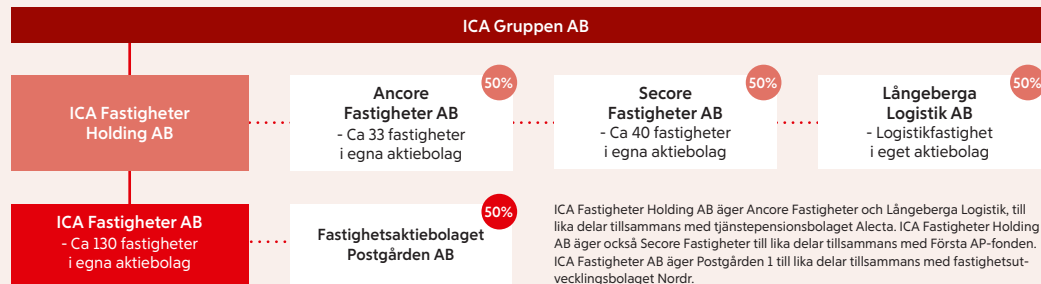 ICA Gruppen AB
ICA Fastigheter
Holding AB
50%
Ancore
Fastigheter AB
- Ca 33 fastigheter
i egna aktiebolag
50%
Secore
Fastigheter AB
- Ca 40 fastigheter
i egna aktiebolag
50%
Långeberga
Logistik AB
- Logistikfastighet
i eget aktiebolag
ICA Fastigheter AB
- Ca 130 fastigheter
i egna aktiebolag
50%
Fastighetsaktiebolaget
Postgården AB
ICA Fastigheter Holding AB äger Ancore Fastigheter och Långeberga Logistik, till
lika delar tillsammans med tjänstepensionsbolaget Alecta. ICA Fastigheter Holding
AB äger också Secore Fastigheter till lika delar tillsammans med Första AP-fonden.
ICA Fastigheter AB äger Postgården 1 till lika delar tillsammans med fastighetsut-
vecklingsbolaget Nordr.